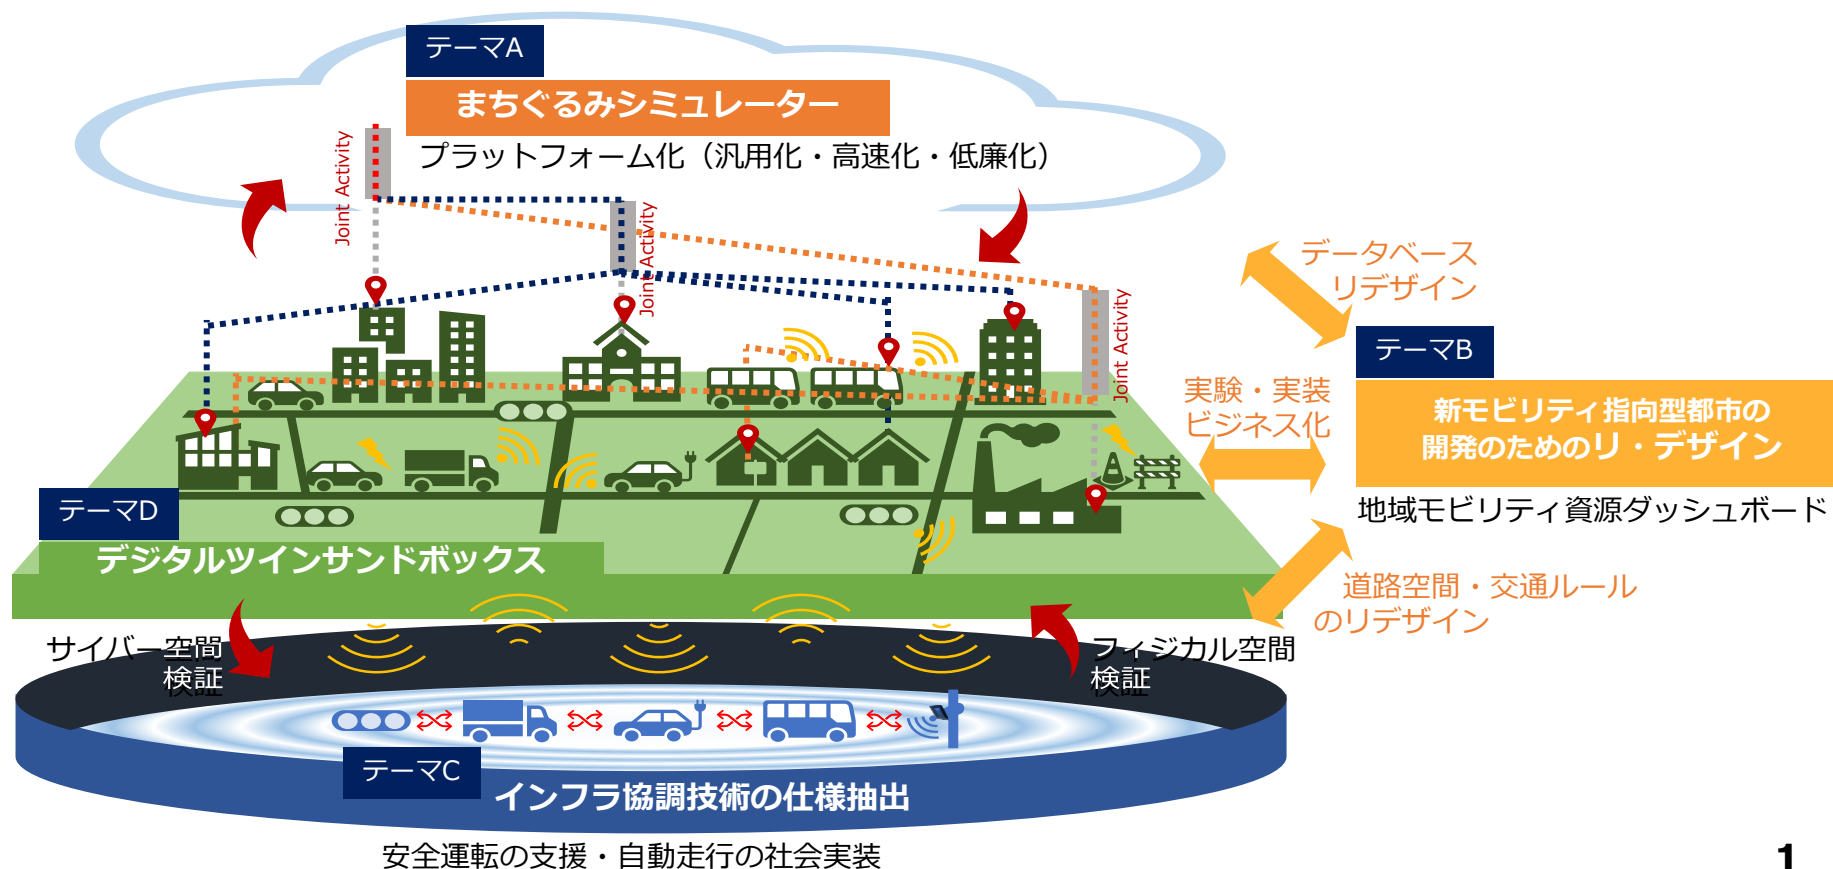 テーマA
まちぐるみシミュレーター
プラットフォーム化（汎用化・高速化・低廉化）
Joint Activity
Joint Activity
Joint Activity
データベース
リデザイン
テーマB
実験・実装
ビジネス化
新モビリティ指向型都市の
開発のためのリ・デザイン
地域モビリティ資源ダッシュボード
テーマD
デジタルツインサンドボックス
道路空間・交通ルール
のリデザイン
サイバー空間
検証
フィジカル空間
検証
テーマC
インフラ協調技術の仕様抽出
安全運転の支援・自動走行の社会実装
1